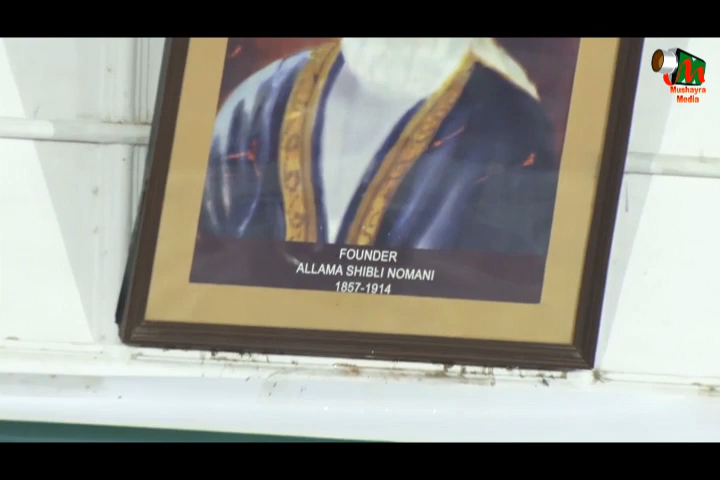 Mushayra
Media
FOUNDER
ALLAMA SHIBLI NOMANI
1857-1914